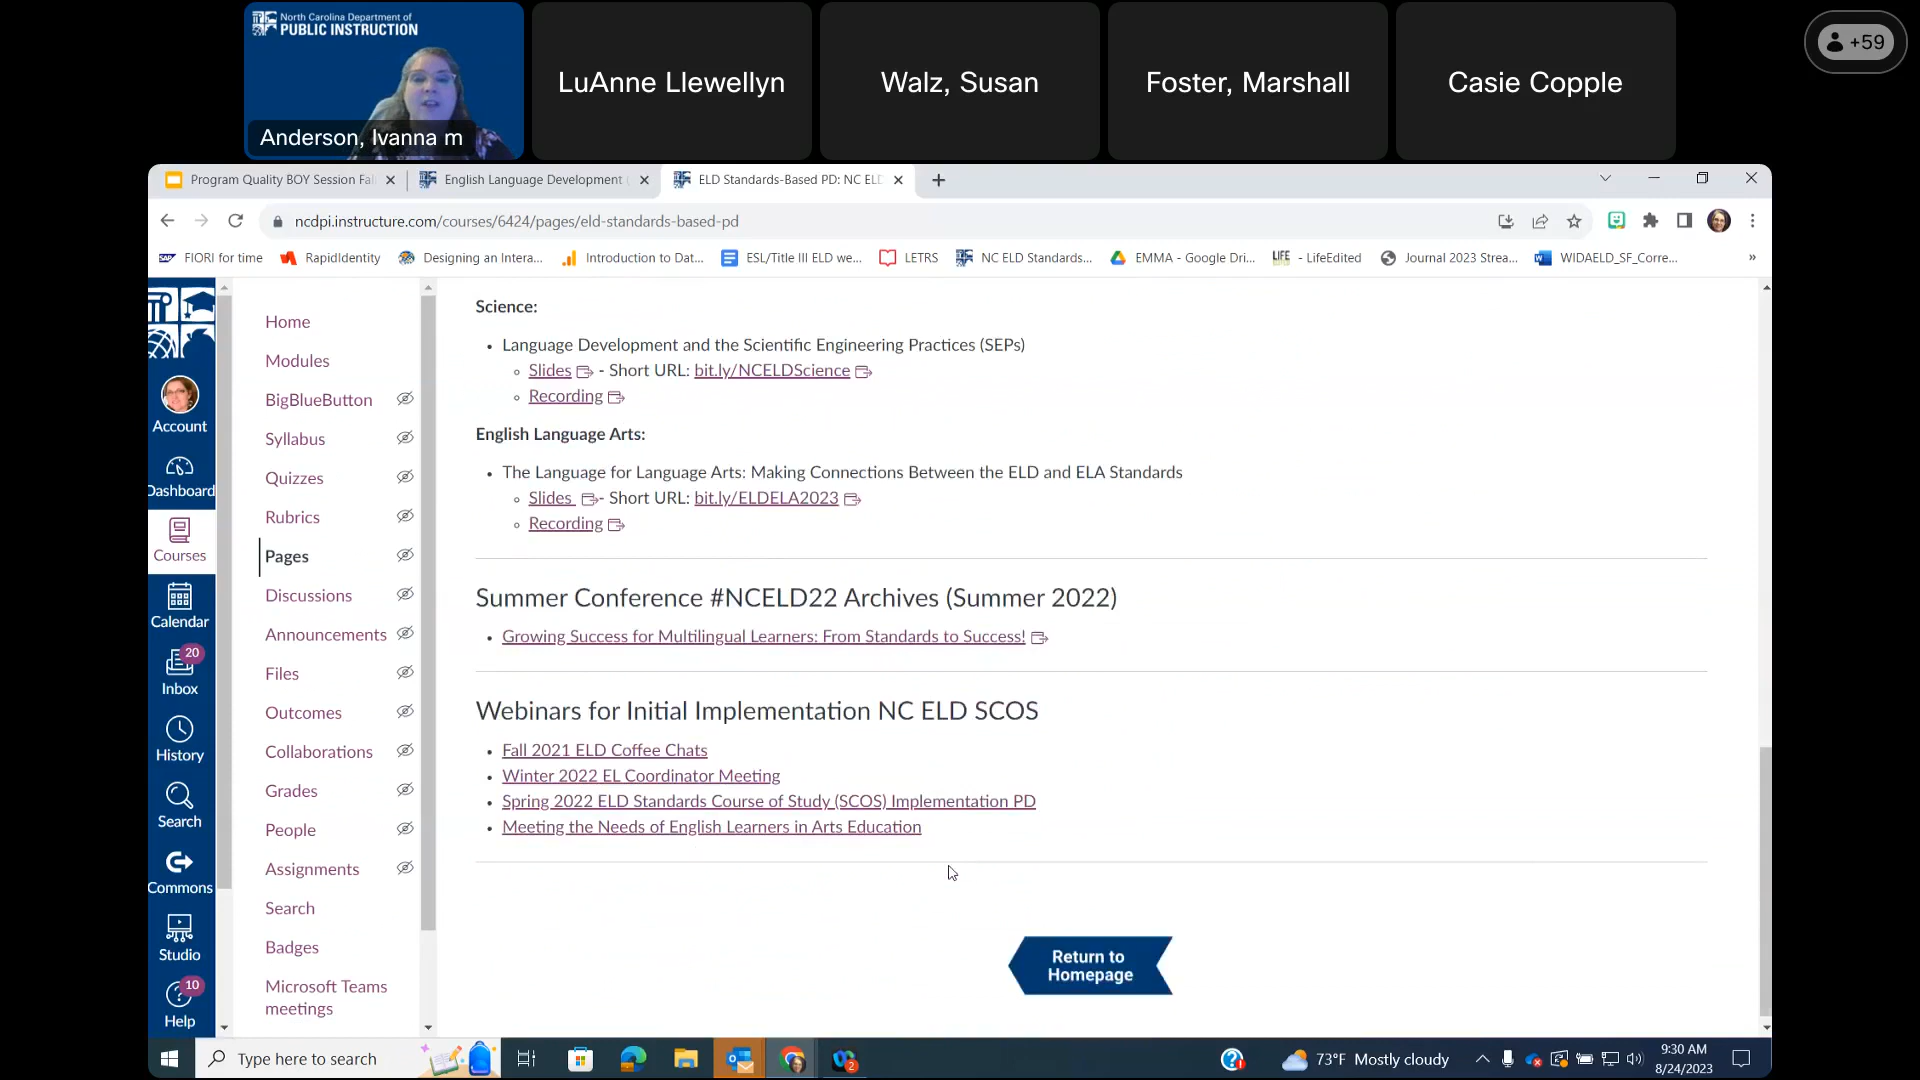 North Carolina Department of
PUBLIC INSTRUCTION
Anderson, Ivanna m
LuAnne Llewellyn
Walz, Susan
Foster, Marshall
Casie Copple
+59
Program Quality BOY Session Fal
English Language Development (
ELD Standards-Based PD: NC ELD
ncdpi.instructure.com/courses/6424/pages/eld-standards-based-pd
FIORI for time
RapidIdentity
Designing an Intera...
Introduction to Dat...
ESL/Title III ELD we...
LETRS
NC ELD Standards...
EMMA - Google Dri...
LIFE - LifeEdited
Journal 2023 Strea...
WIDAELD_SF_Corre...
»
Account
Dashboard
Courses
Calendar
20
Inbox
History
Search
Commons
Studio
10
Help
Home
Modules
BigBlueButton
Syllabus
Quizzes
Rubrics
Pages
Discussions
Announcements
Files
Outcomes
Collaborations
Grades
People
Assignments
Search
Badges
Microsoft Teams
meetings
Science:
• Language Development and the Scientific Engineering Practices (SEPs)
◦ Slides - Short URL: bit.ly/NCELDScience
◦ Recording
English Language Arts:
• The Language for Language Arts: Making Connections Between the ELD and ELA Standards
◦ Slides - Short URL: bit.ly/ELDELA2023
◦ Recording
Summer Conference #NCELD22 Archives (Summer 2022)
• Growing Success for Multilingual Learners: From Standards to Success!
Webinars for Initial Implementation NC ELD SCOS
• Fall 2021 ELD Coffee Chats
• Winter 2022 EL Coordinator Meeting
• Spring 2022 ELD Standards Course of Study (SCOS) Implementation PD
• Meeting the Needs of English Learners in Arts Education
Return to
Homepage
Type here to search
2
73°F Mostly cloudy
9:30 AM
8/24/2023